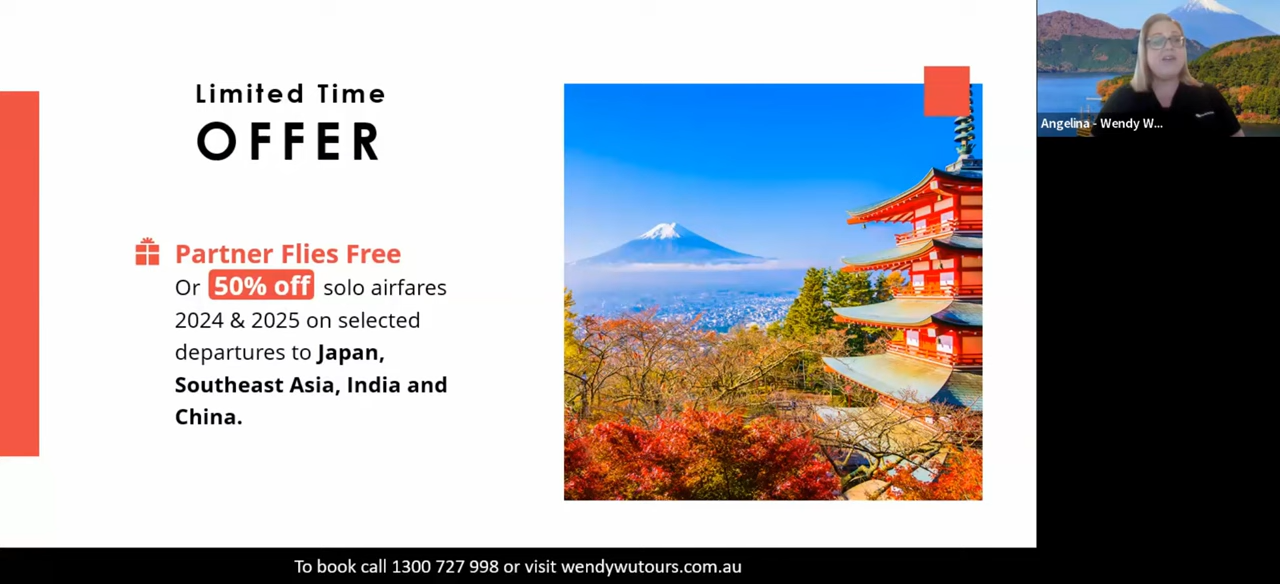 Limited Time
OFFER
Partner Flies Free
Or 50% off solo airfares
2024 & 2025 on selected
departures to Japan,
Southeast Asia, India and
China.
Angelina - Wendy W...
To book call 1300 727 998 or visit wendywutours.com.au